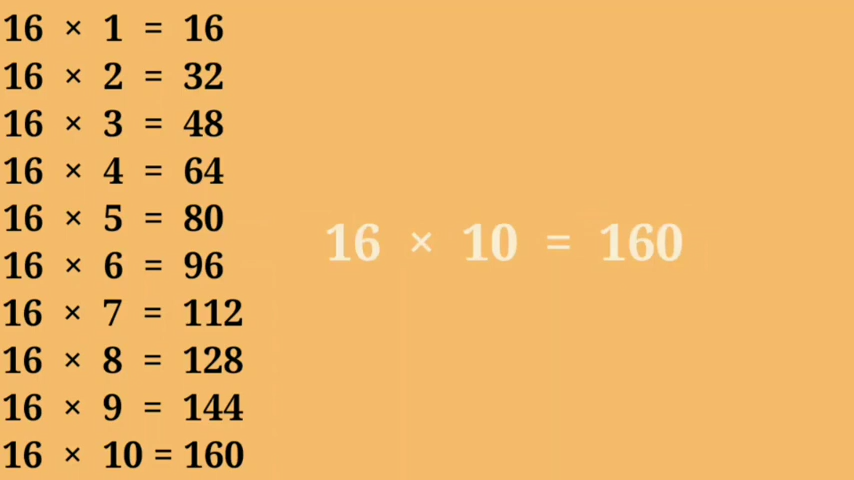 16 × 1 = 16
16 × 2 = 32
16 × 3 = 48
16 × 4 = 64
16 × 5 = 80
16 × 6 = 96
16 × 7 = 112
16 × 8 = 128
16 × 9 = 144
16 × 10 = 160
16 × 10 = 160